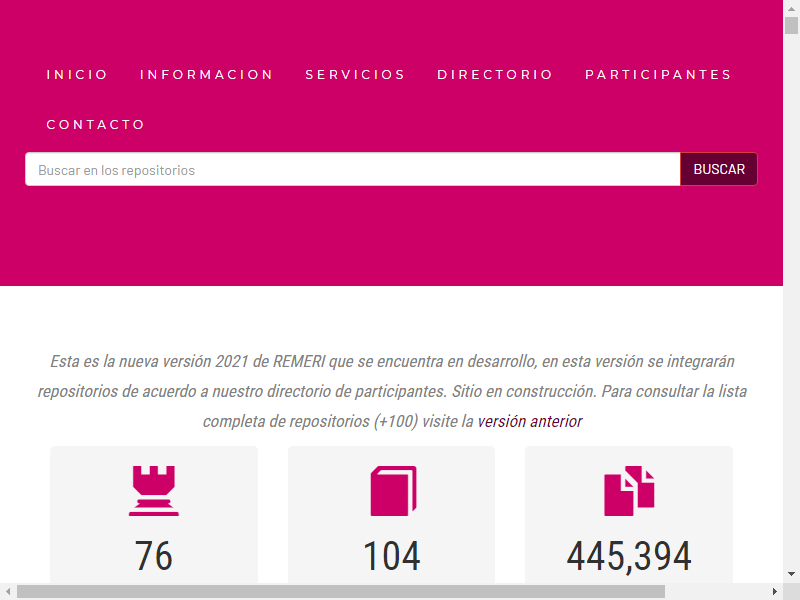 INICIO INFORMACION SERVICIOS DIRECTORIO PARTICIPANTES
CONTACTO
Buscar en los repositorios BUSCAR
Esta es la nueva versión 2021 de REMERI que se encuentra en desarrollo, en esta versión se integrarán
repositorios de acuerdo a nuestro directorio de participantes. Sitio en construcción. Para consultar la lista
completa de repositorios (+100) visite la versión anterior
76 104 445,394